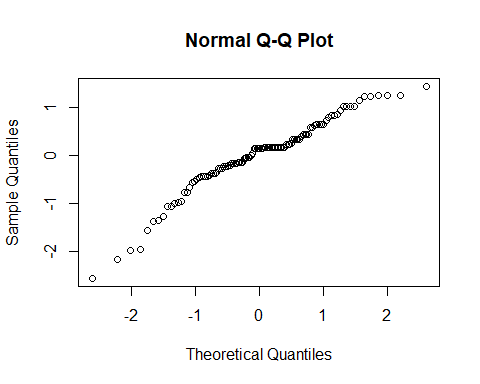 Normal Q-Q Plot
Sample Quantiles
1
0
-1
-2
-2 -1 0 1 2
Theoretical Quantiles